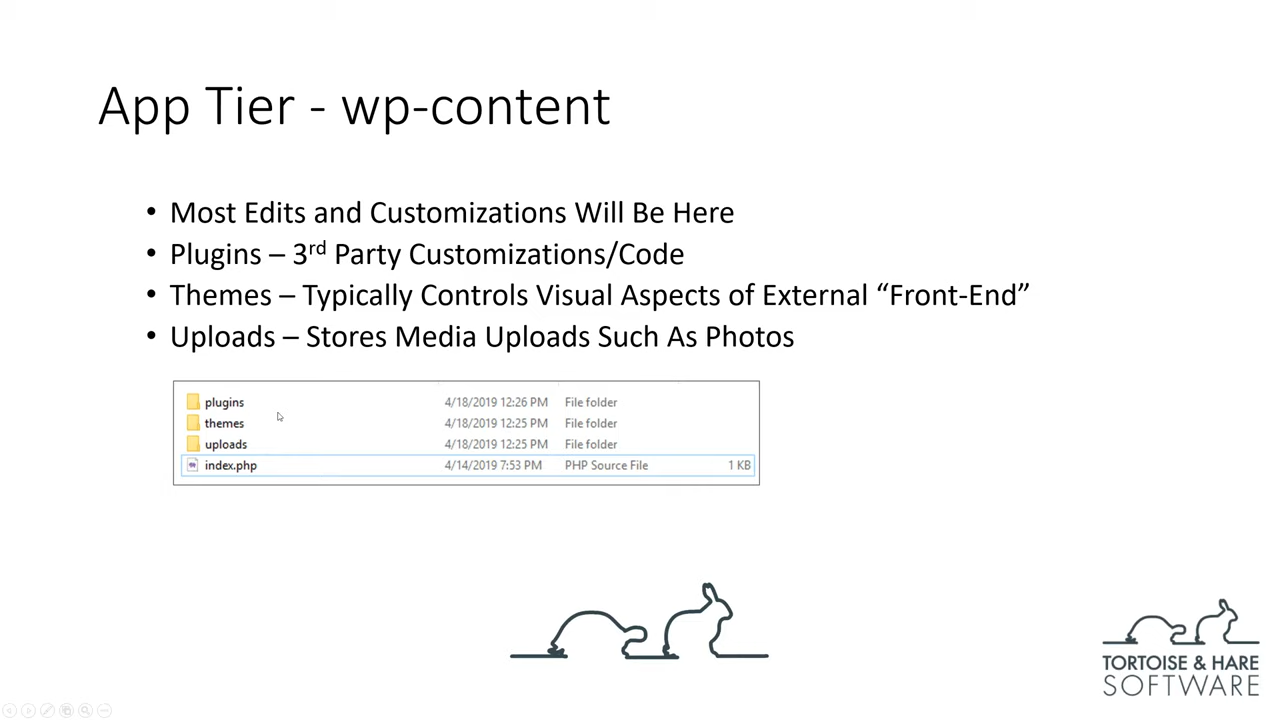 App Tier - wp-content
• Most Edits and Customizations Will Be Here
• Plugins – 3rd Party Customizations/Code
• Themes – Typically Controls Visual Aspects of External “Front-End”
• Uploads – Stores Media Uploads Such As Photos
plugins 4/18/2019 12:26 PM File folder
themes 4/18/2019 12:25 PM File folder
uploads 4/18/2019 12:25 PM File folder
index.php 4/14/2019 7:53 PM PHP Source File 1 KB
TORTOISE & HARE
SOFTWARE